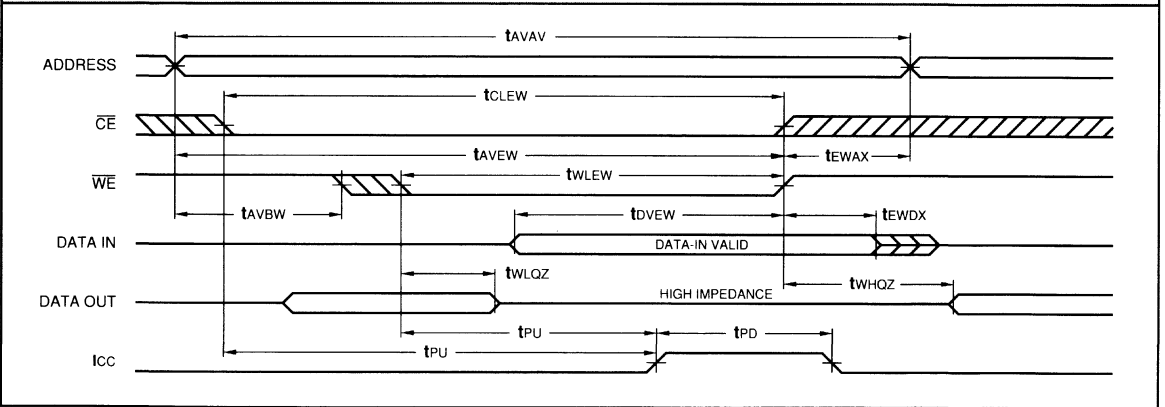 tAVAV
ADDRESS
tCLEW
CE
tAVEW
tEWAX
WE
tWLEW
tAVBW
tDVEW
tEWDX
DATA IN
DATA-IN VALID
tWLQZ
tWHQZ
DATA OUT
HIGH IMPEDANCE
tPU
tPD
tPU
ICC